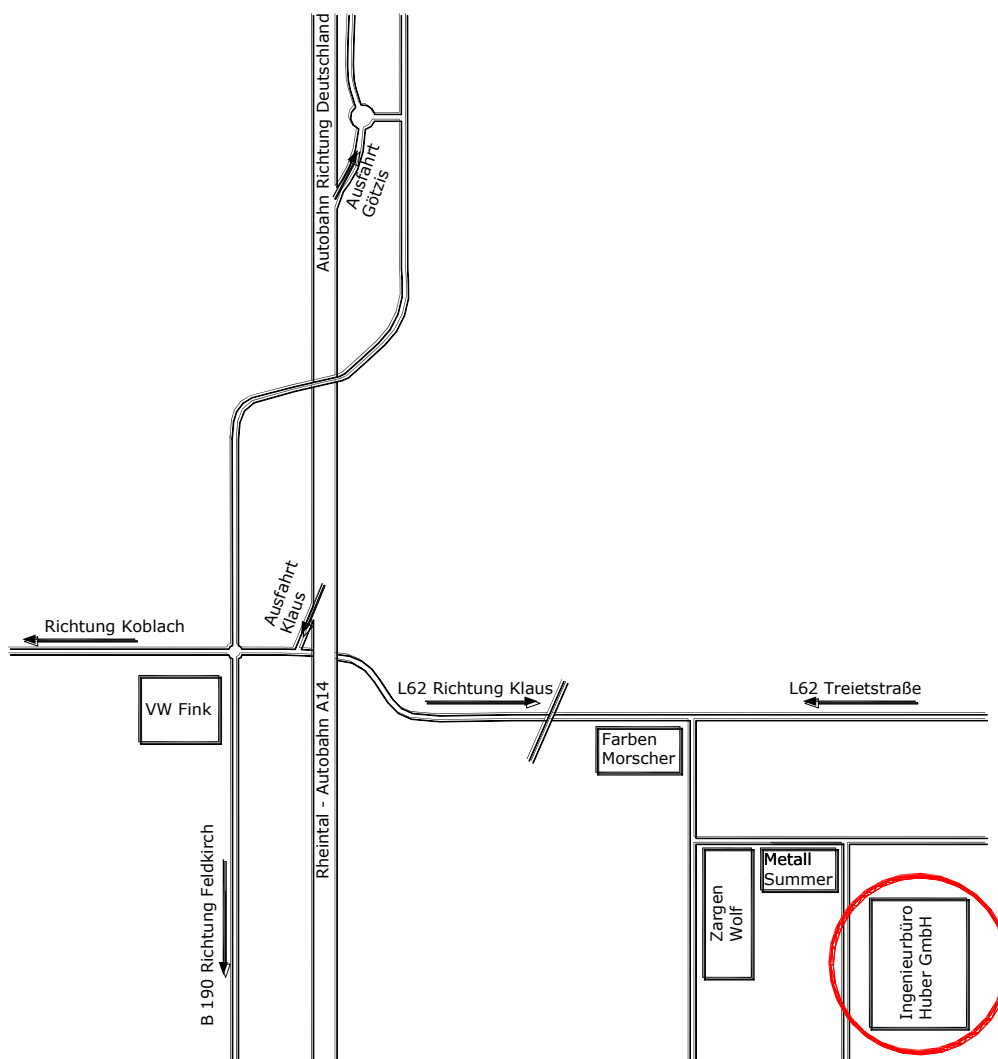 Autobahn Richtung Deutschland
Ausfahrt
Götzis
Ausfahrt
Klaus
Richtung Koblach
L62 Richtung Klaus
L62 Treietstraße
VW Fink
Farben
Morscher
Rheintal - Autobahn A14
B 190 Richtung Feldkirch
Zargen
Wolf
Metall
Summer
Ingenieurbüro
Huber GmbH